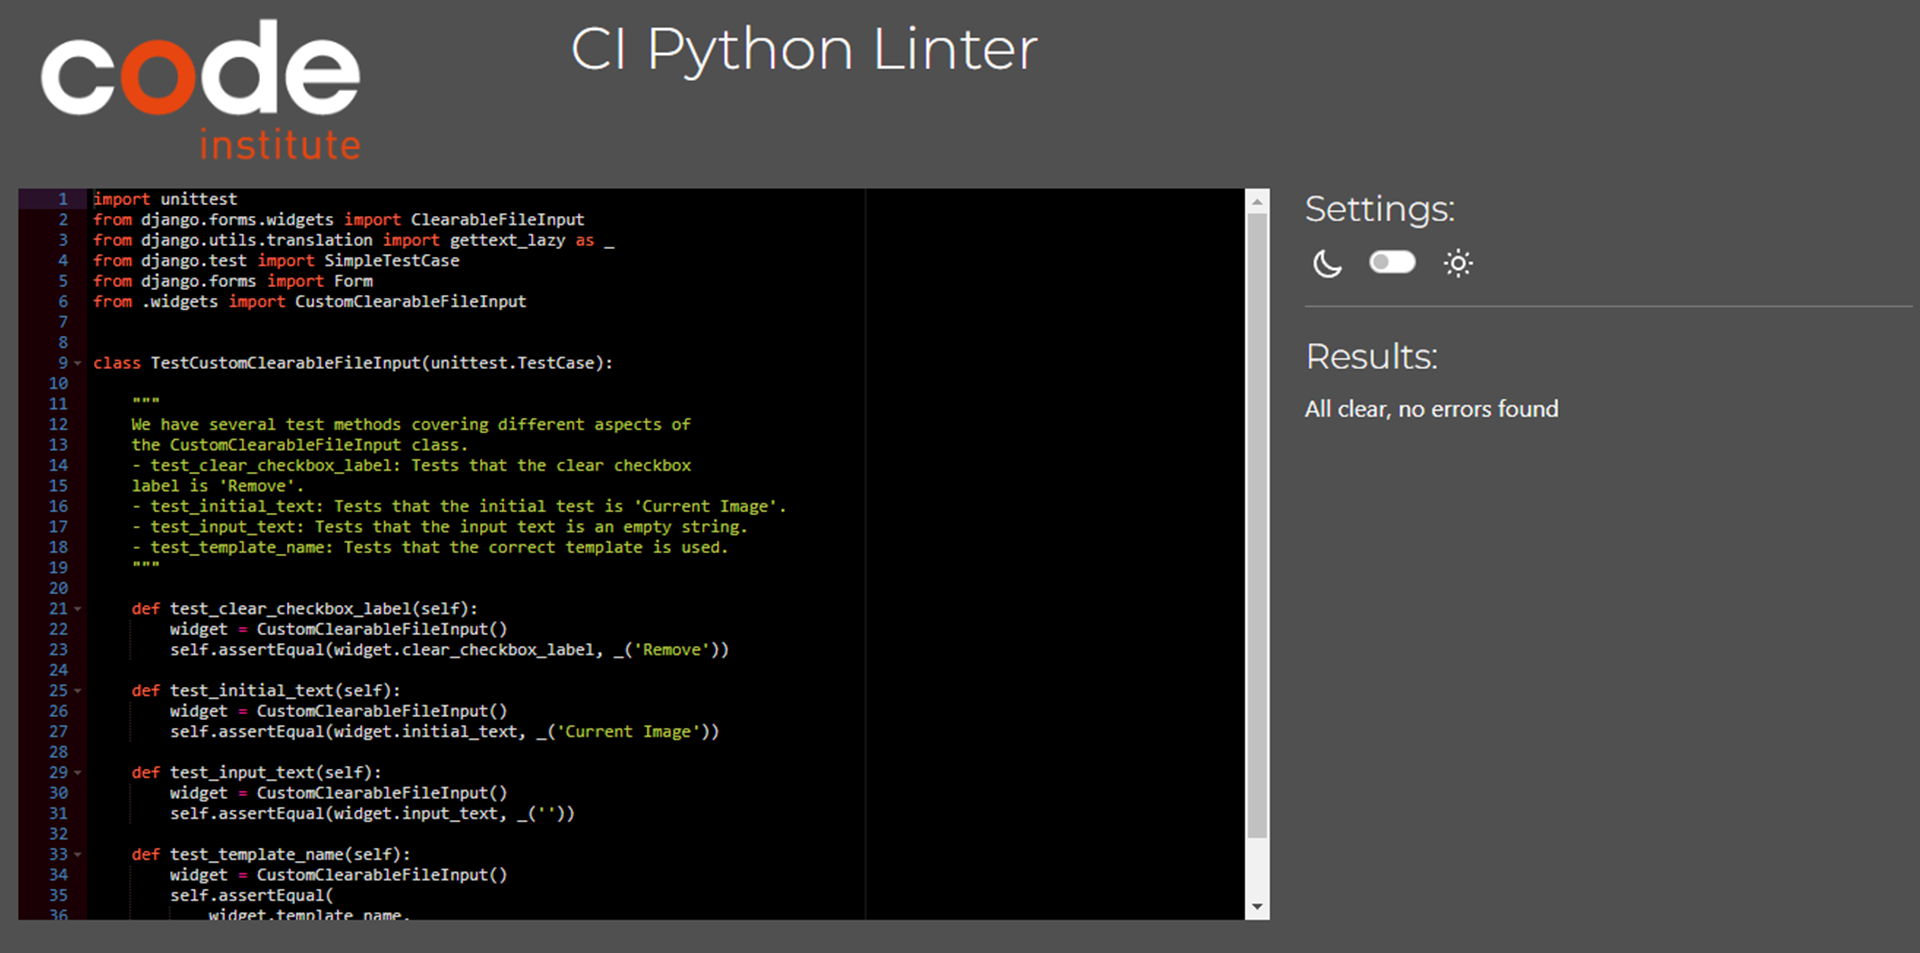 code
institute
CI Python Linter
1 import unittest
2 from django.forms.widgets import ClearableFileInput
3 from django.utils.translation import gettext_lazy as _
4 from django.test import SimpleTestCase
5 from django.forms import Form
6 from .widgets import CustomClearableFileInput
7
8
9 class TestCustomClearableFileInput(unittest.TestCase):
10
11     """
12     We have several test methods covering different aspects of
13     the CustomClearableFileInput class.
14     - test_clear_checkbox_label: Tests that the clear checkbox
15     label is 'Remove'.
16     - test_initial_text: Tests that the initial test is 'Current Image'.
17     - test_input_text: Tests that the input text is an empty string.
18     - test_template_name: Tests that the correct template is used.
19     """
20
21     def test_clear_checkbox_label(self):
22         widget = CustomClearableFileInput()
23         self.assertEqual(widget.clear_checkbox_label, _('Remove'))
24
25     def test_initial_text(self):
26         widget = CustomClearableFileInput()
27         self.assertEqual(widget.initial_text, _('Current Image'))
28
29     def test_input_text(self):
30         widget = CustomClearableFileInput()
31         self.assertEqual(widget.input_text, _(''))
32
33     def test_template_name(self):
34         widget = CustomClearableFileInput()
35         self.assertEqual(
36             widget.template_name,
Settings:
Results:
All clear, no errors found